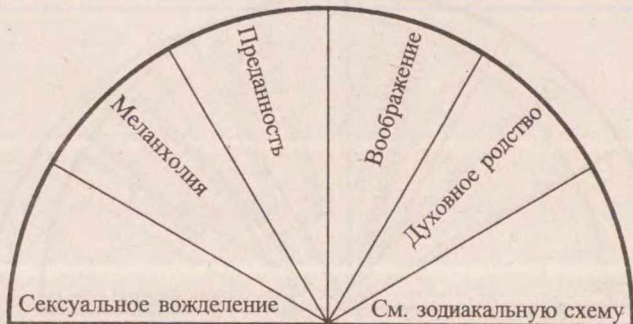 Сексуальное вожделение
Меланхолия
Преданность
Воображение
Духовное родство
См. зодиакальную схему